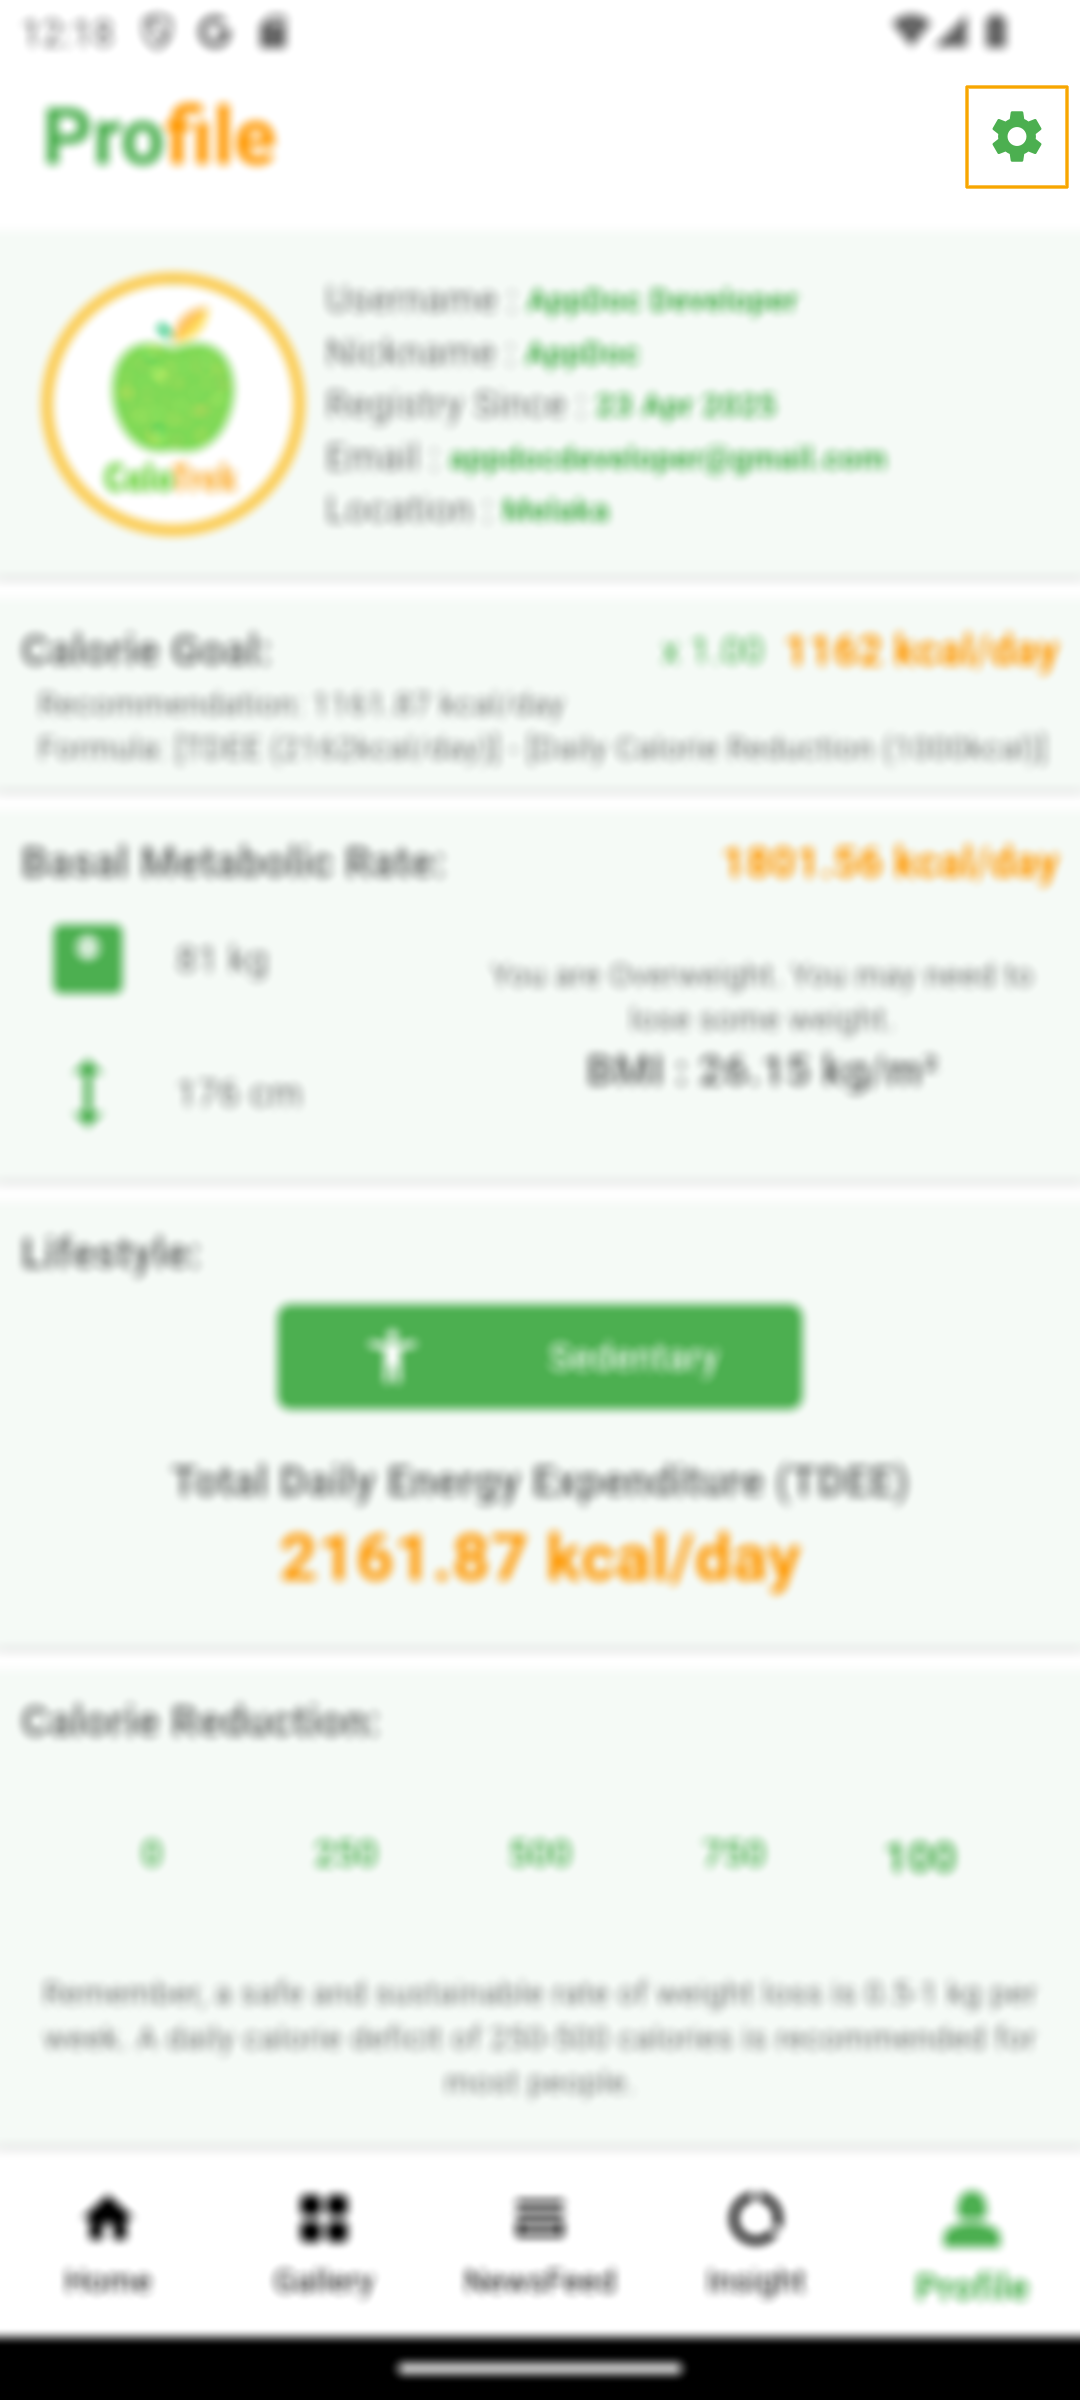 12:18
Profile
Username : AppDoc Developer
Nickname : AppDoc
Registry Since : 23 Apr 2025
Email : appdocdeveloper@gmail.com
Location : Melaka
CaloTrek
Calorie Goal: x 1.00 1162 kcal/day
Recommendation: 1161.87 kcal/day
Formula: [TDEE (2162kcal/day)] - [Daily Calorie Reduction (1000kcal)]
Basal Metabolic Rate: 1801.56 kcal/day
81 kg
You are Overweight. You may need to
lose some weight.
BMI : 26.15 kg/m²
176 cm
Lifestyle:
Sedentary
Total Daily Energy Expenditure (TDEE)
2161.87 kcal/day
Calorie Reduction:
0 250 500 750 100
Remember, a safe and sustainable rate of weight loss is 0.5-1 kg per
week. A daily calorie deficit of 250-500 calories is recommended for
most people.
Home Gallery NewsFeed Insight Profile